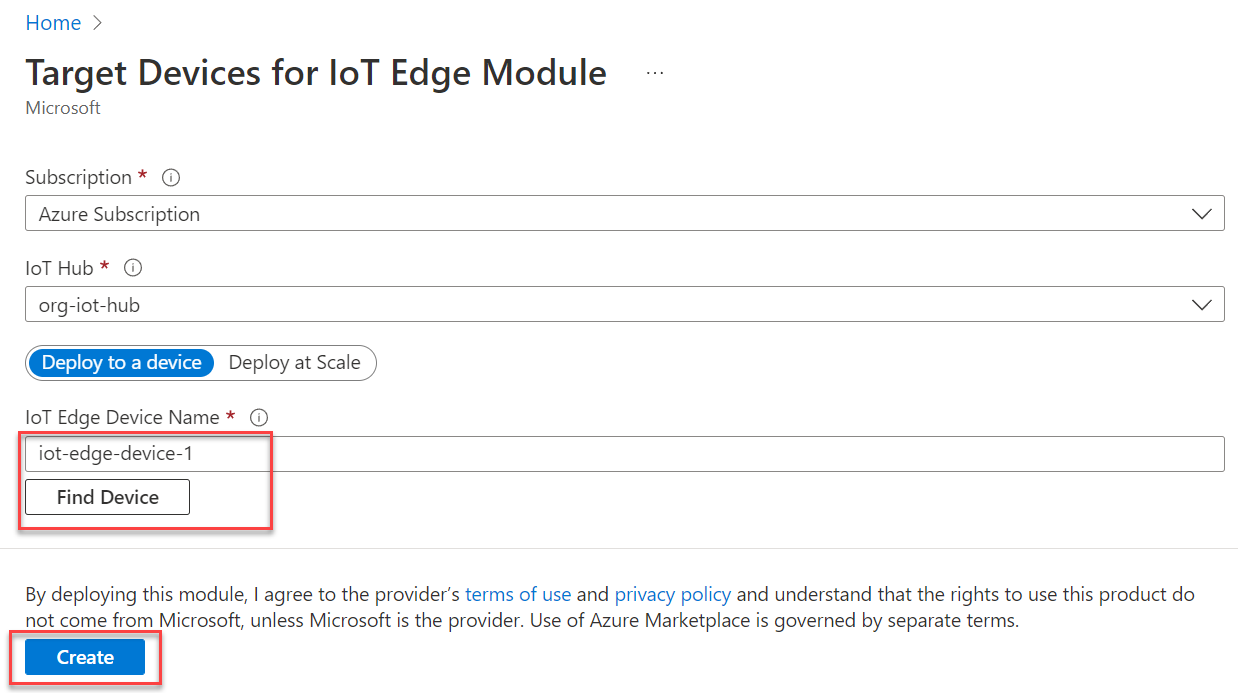 Home
Target Devices for IoT Edge Module ...
Microsoft
Subscription *
Azure Subscription
IoT Hub *
org-iot-hub
Deploy to a device Deploy at Scale
IoT Edge Device Name *
iot-edge-device-1
Find Device
By deploying this module, I agree to the provider’s terms of use and privacy policy and understand that the rights to use this product do
not come from Microsoft, unless Microsoft is the provider. Use of Azure Marketplace is governed by separate terms.
Create